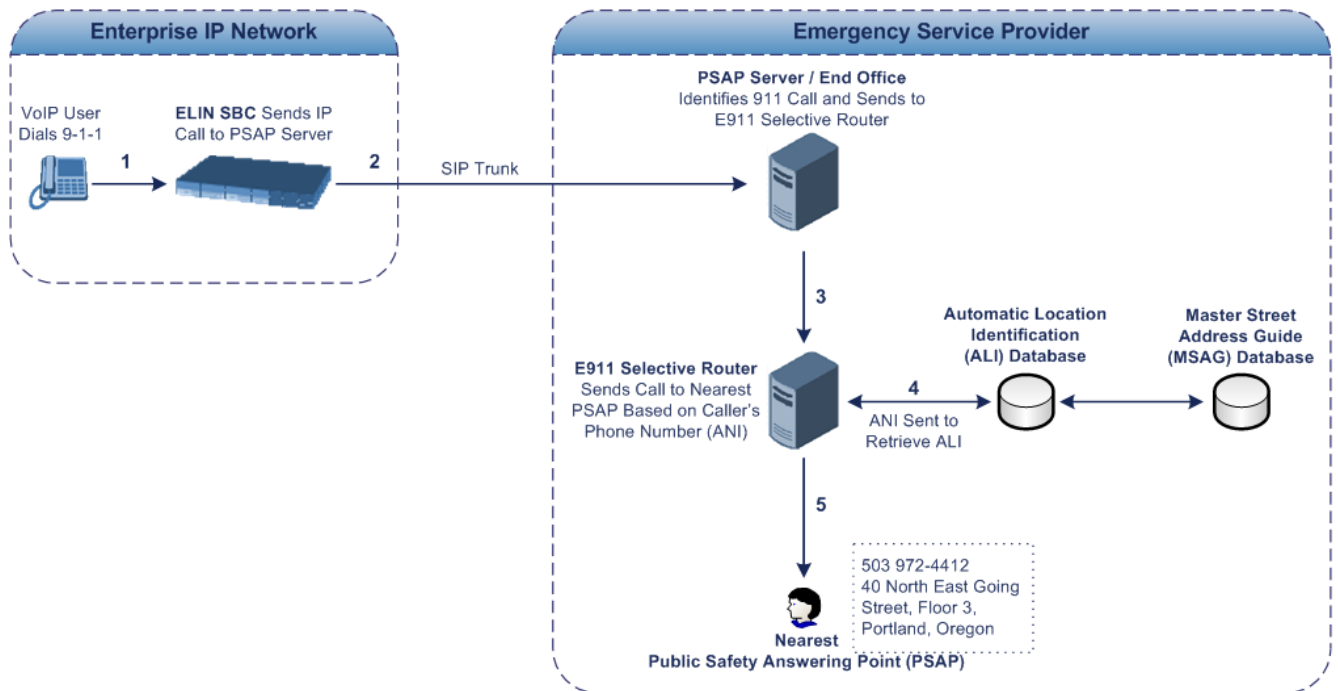 Enterprise IP Network
Emergency Service Provider
VoIP User
Dials 9-1-1
ELIN SBC Sends IP
Call to PSAP Server
1
2
SIP Trunk
PSAP Server / End Office
Identifies 911 Call and Sends to
E911 Selective Router
3
E911 Selective Router
Sends Call to Nearest
PSAP Based on Caller's
Phone Number (ANI)
4
ANI Sent to
Retrieve ALI
Automatic Location
Identification
(ALI) Database
Master Street
Address Guide
(MSAG) Database
5
503 972-4412
40 North East Going
Street, Floor 3,
Portland, Oregon
Nearest
Public Safety Answering Point (PSAP)